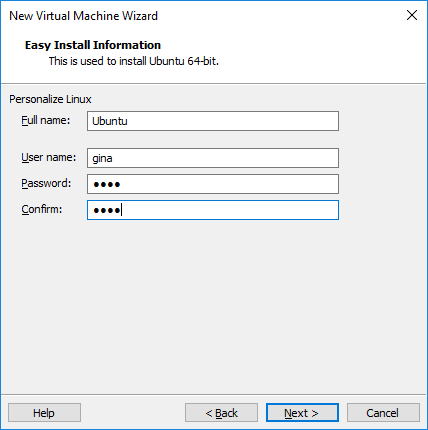 New Virtual Machine Wizard
Easy Install Information
This is used to install Ubuntu 64-bit.
Personalize Linux
Full name: Ubuntu
User name: gina
Password: ●●●●
Confirm: ●●●●
Help < Back Next > Cancel